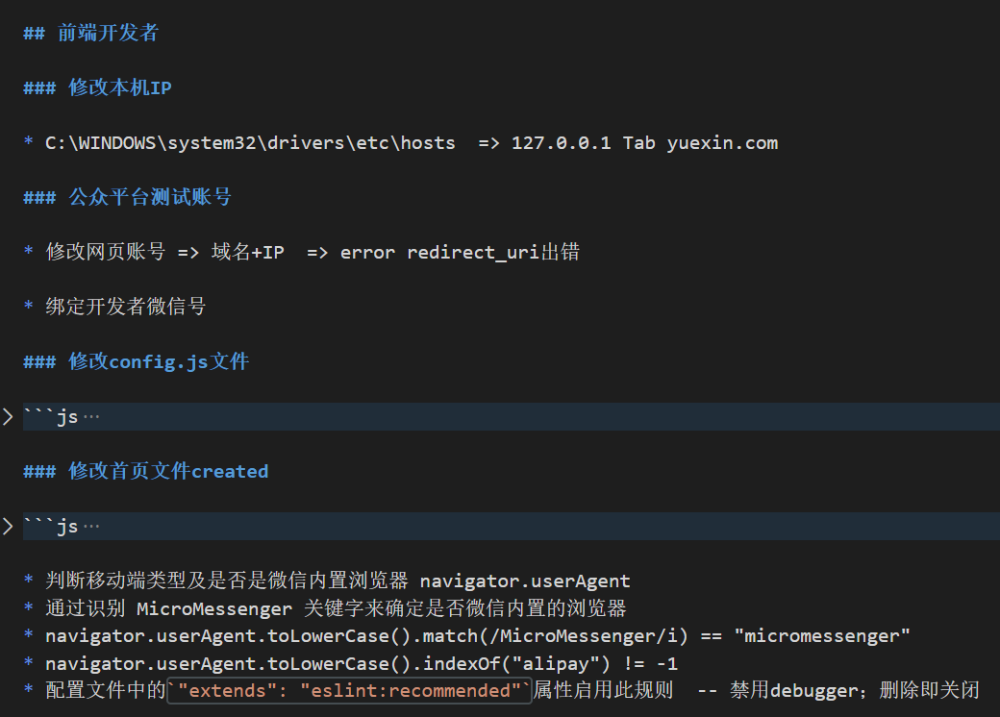 ## 前端开发者
### 修改本机IP
* C:\WINDOWS\system32\drivers\etc\hosts  => 127.0.0.1 Tab yuexin.com
### 公众平台测试账号
* 修改网页账号 => 域名+IP  => error redirect_uri出错
* 绑定开发者微信号
### 修改config.js文件
```js…
### 修改首页文件created
```js…
* 判断移动端类型及是否是微信内置浏览器 navigator.userAgent
* 通过识别 MicroMessenger 关键字来确定是否微信内置的浏览器
* navigator.userAgent.toLowerCase().match(/MicroMessenger/i) == "micromessenger"
* navigator.userAgent.toLowerCase().indexOf("alipay") != -1
* 配置文件中的`"extends": "eslint:recommended"`属性启用此规则  -- 禁用debugger；删除即关闭